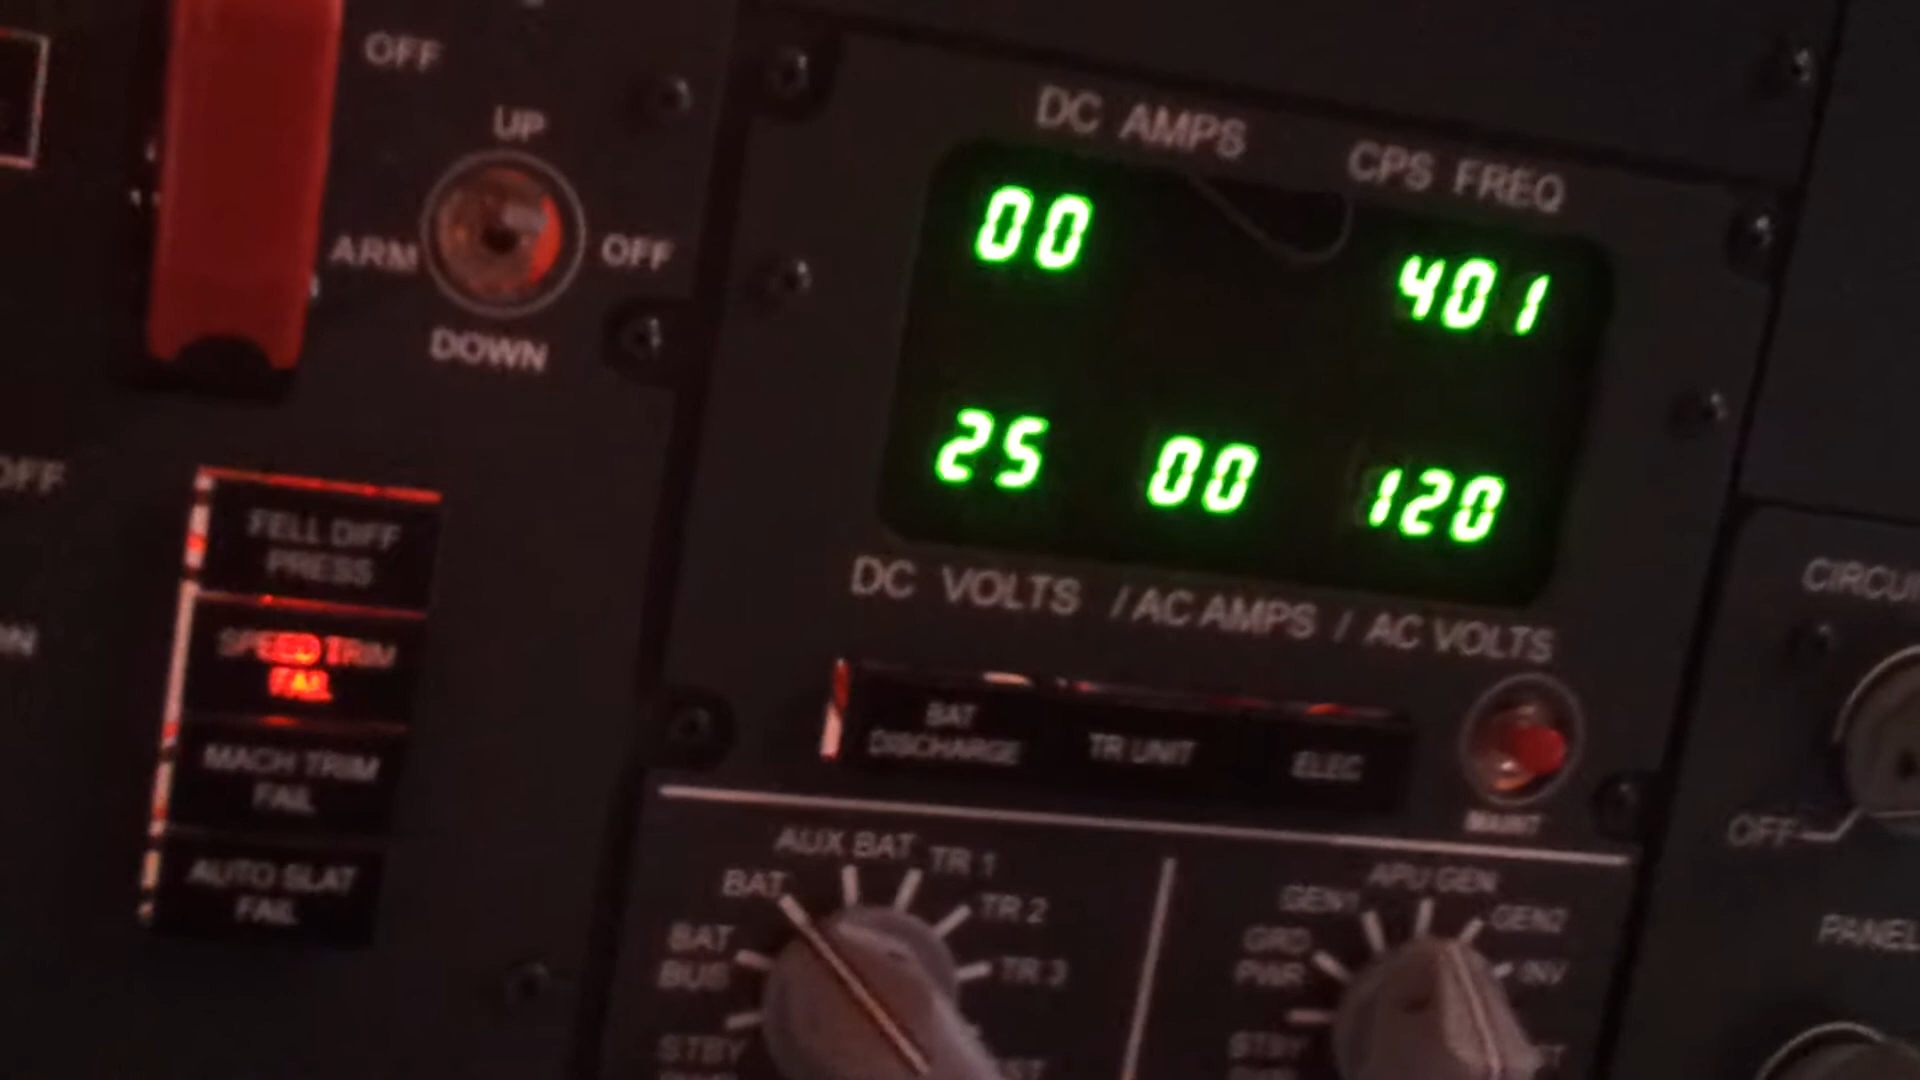 OFF
UP
ARM
OFF
DOWN
OFF
FELL DIFF
PRESS
SPEED TRIM
FAIL
MACH TRIM
FAIL
AUTO SLAT
FAIL
DC AMPS
CPS FREQ
00
401
25 00 120
DC VOLTS / AC AMPS / AC VOLTS
BAT
DISCHARGE
TR UNIT
ELEC
MAINT
AUX BAT
TR 1
BAT
TR 2
BAT
BUS
TR 3
STBY
APU GEN
GEN1
GEN2
GRD
PWR
INV
STBY
CIRCUI
OFF
PANEL